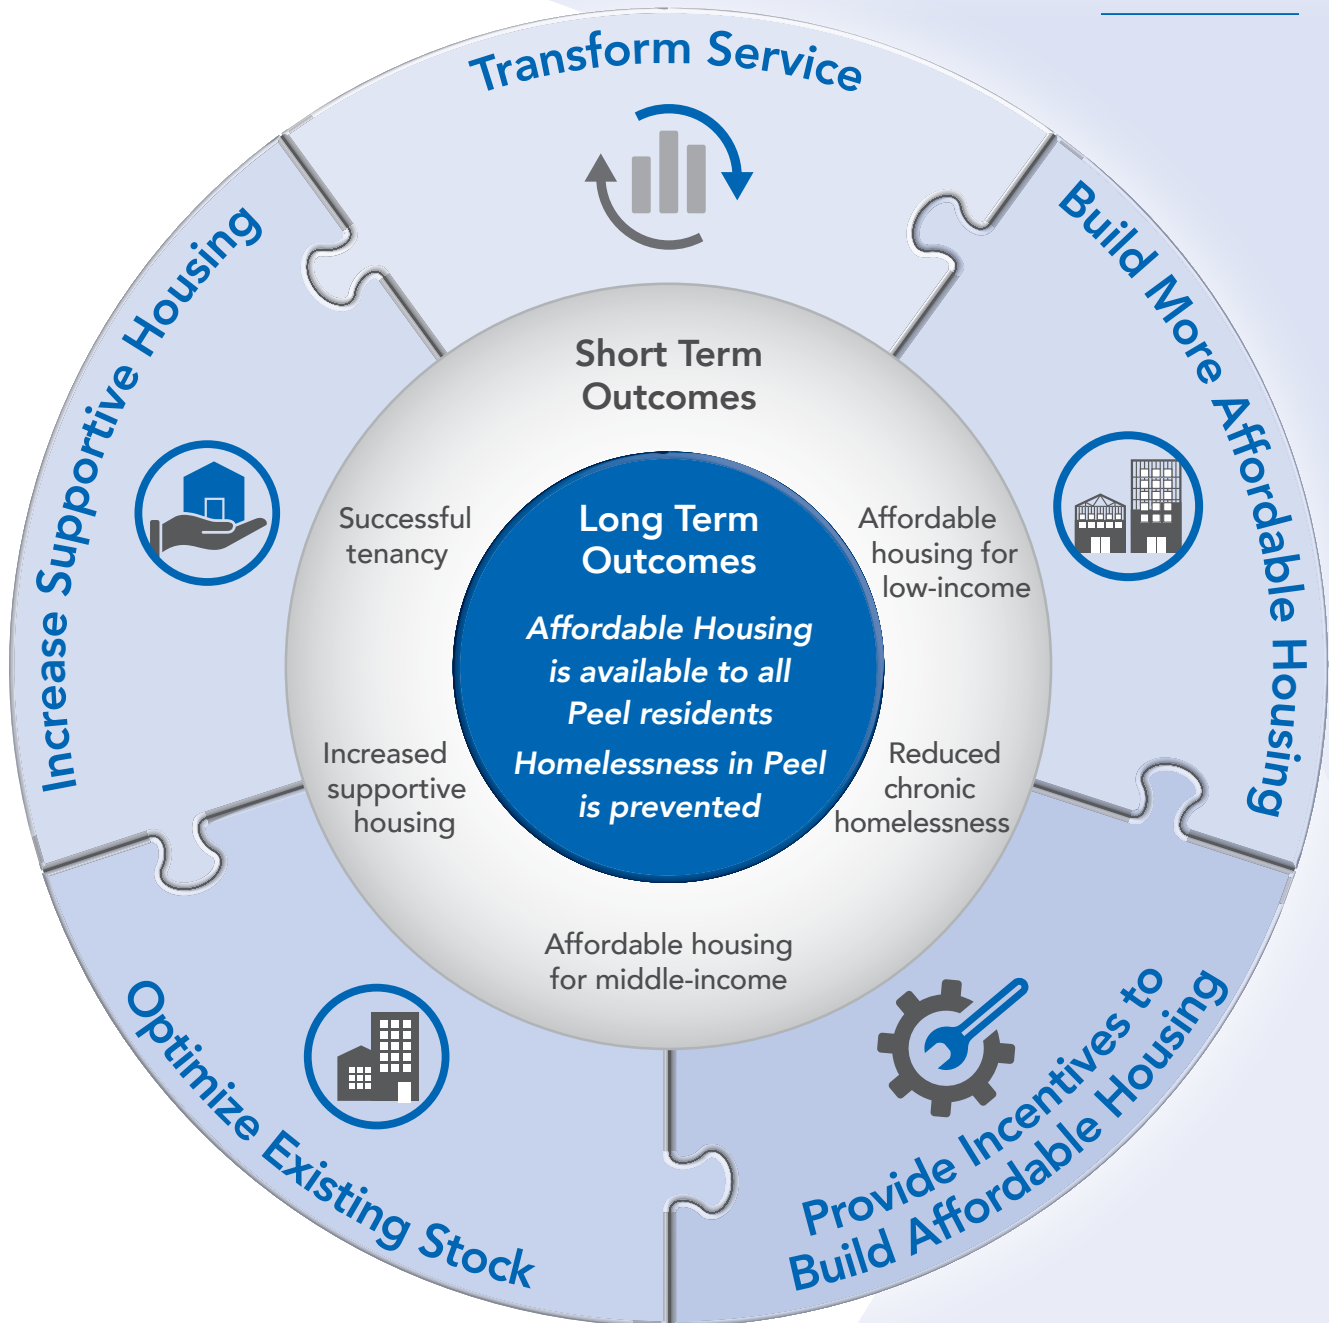 Transform Service
Build More Affordable Housing
Provide Incentives to
Build Affordable Housing
Optimize Existing Stock
Increase Supportive Housing
Short Term
Outcomes
Affordable
housing for
low-income
Reduced
chronic
homelessness
Affordable housing
for middle-income
Increased
supportive
housing
Successful
tenancy
Long Term
Outcomes
Affordable Housing
is available to all
Peel residents
Homelessness in Peel
is prevented